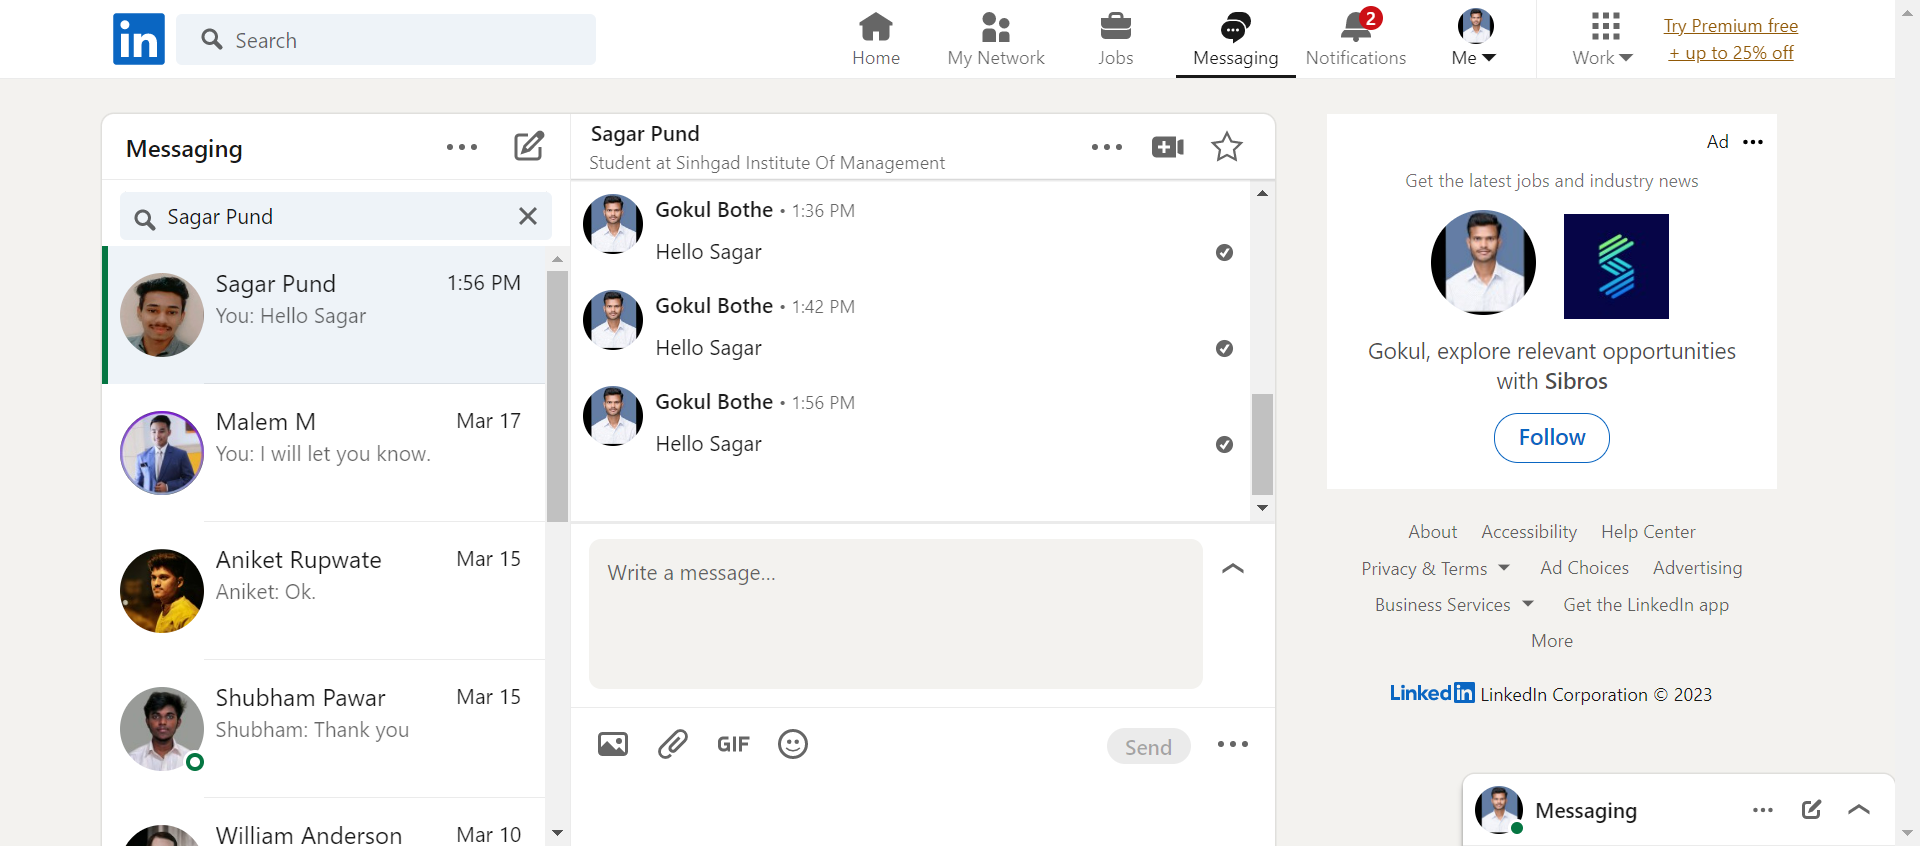 in
Search
Home
My Network
Jobs
Messaging
2
Notifications
Me
Work
Try Premium free
+ up to 25% off
Messaging
Sagar Pund
Sagar Pund
1:56 PM
You: Hello Sagar
Malem M
Mar 17
You: I will let you know.
Aniket Rupwate
Mar 15
Aniket: Ok.
Shubham Pawar
Mar 15
Shubham: Thank you
William Anderson
Mar 10
Sagar Pund
Student at Sinhgad Institute Of Management
Gokul Bothe • 1:36 PM
Hello Sagar
Gokul Bothe • 1:42 PM
Hello Sagar
Gokul Bothe • 1:56 PM
Hello Sagar
Write a message...
GIF
Send
Ad
Get the latest jobs and industry news
Gokul, explore relevant opportunities
with Sibros
Follow
About Accessibility Help Center
Privacy & Terms Ad Choices Advertising
Business Services Get the LinkedIn app
More
Linkedin LinkedIn Corporation © 2023
Messaging